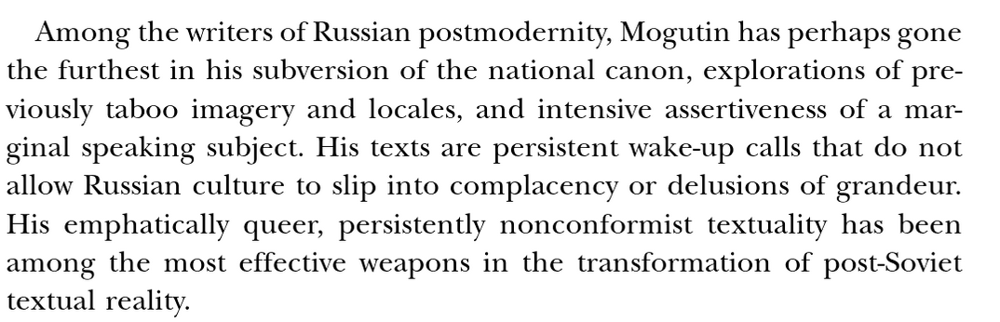 Among the writers of Russian postmodernity, Mogutin has perhaps gone
the furthest in his subversion of the national canon, explorations of pre-
viously taboo imagery and locales, and intensive assertiveness of a mar-
ginal speaking subject. His texts are persistent wake-up calls that do not
allow Russian culture to slip into complacency or delusions of grandeur.
His emphatically queer, persistently nonconformist textuality has been
among the most effective weapons in the transformation of post-Soviet
textual reality.